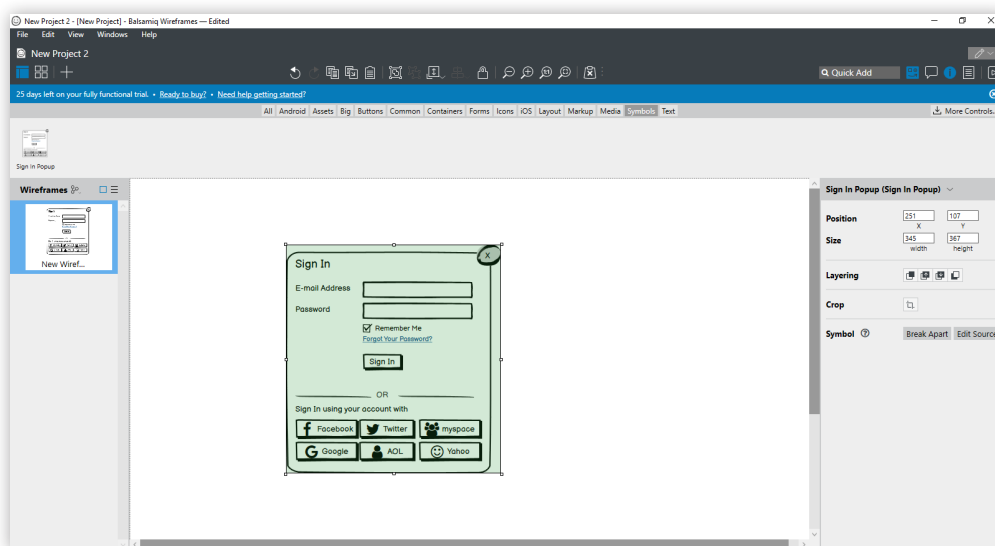 New Project 2 - [New Project] - Balsamiq Wireframes — Edited
File Edit View Windows Help
New Project 2
Quick Add
25 days left on your fully functional trial. • Ready to buy? • Need help getting started?
All Android Assets Big Buttons Common Containers Forms Icons iOS Layout Markup Media Symbols Text
More Controls..
Sign In Popup
Wireframes
New Wiref...
Sign In
X
E-mail Address
Password
Remember Me
Forgot Your Password?
Sign In
OR
Sign In using your account with
Facebook Twitter myspace
Google AOL Yahoo
Sign In Popup (Sign In Popup)
Position 251 107
X Y
Size 345 367
width height
Layering
Crop
Symbol Break Apart Edit Source